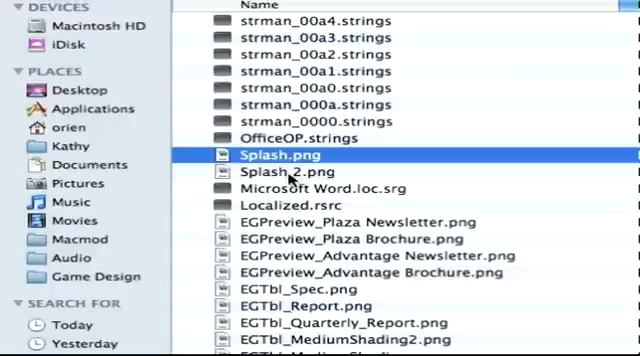 DEVICES
Macintosh HD
iDisk
PLACES
Desktop
Applications
orien
Kathy
Documents
Pictures
Music
Movies
Macmod
Audio
Game Design
SEARCH FOR
Today
Yesterday
Name
strman_00a4.strings
strman_00a3.strings
strman_00a2.strings
strman_00a1.strings
strman_00a0.strings
strman_000a.strings
strman_0000.strings
OfficeOP.strings
Splash.png
Splash_2.png
Microsoft Word.loc.srg
Localized.rsrc
EGPreview_Plaza Newsletter.png
EGPreview_Plaza Brochure.png
EGPreview_Advantage Newsletter.png
EGPreview_Advantage Brochure.png
EGTbl_Spec.png
EGTbl_Report.png
EGTbl_Quarterly_Report.png
EGTbl_MediumShading2.png